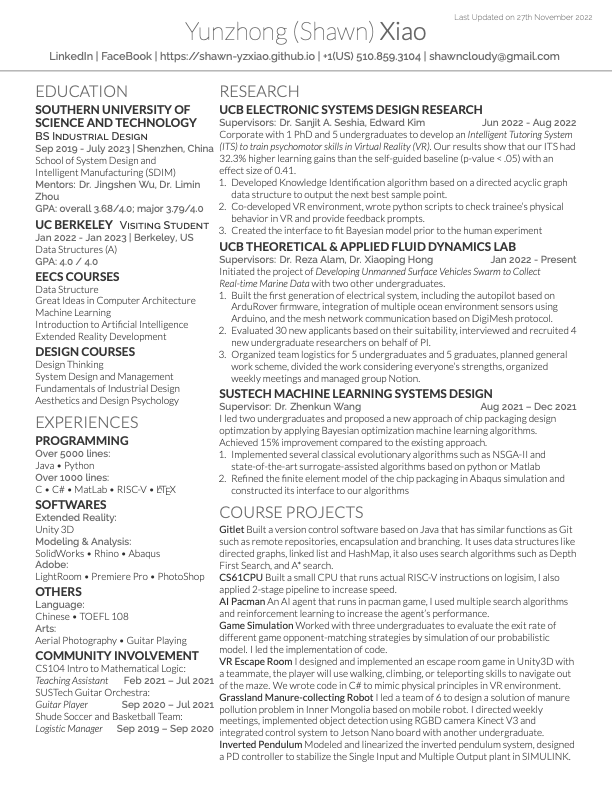 Last Updated on 27th November 2022
Yunzhong (Shawn) Xiao
LinkedIn | FaceBook | https://shawn-yzxiao.github.io | +1(US) 510.859.3104 | shawncloudy@gmail.com
EDUCATION
SOUTHERN UNIVERSITY OF
SCIENCE AND TECHNOLOGY
BS INDUSTRIAL DESIGN
Sep 2019 - July 2023 | Shenzhen, China
School of System Design and
Intelligent Manufacturing (SDIM)
Mentors: Dr. Jingshen Wu, Dr. Limin
Zhou
GPA: overall 3.68/4.0; major 3.79/4.0
UC BERKELEY VISITING STUDENT
Jan 2022 - Jan 2023 | Berkeley, US
Data Structures (A)
GPA: 4.0 / 4.0
EECS COURSES
Data Structure
Great Ideas in Computer Architecture
Machine Learning
Introduction to Artificial Intelligence
Extended Reality Development
DESIGN COURSES
Design Thinking
System Design and Management
Fundamentals of Industrial Design
Aesthetics and Design Psychology
EXPERIENCES
PROGRAMMING
Over 5000 lines:
Java • Python
Over 1000 lines:
C • C# • MatLab • RISC-V • LATEX
SOFTWARES
Extended Reality:
Unity 3D
Modeling & Analysis:
SolidWorks • Rhino • Abaqus
Adobe:
LightRoom • Premiere Pro • PhotoShop
OTHERS
Language:
Chinese • TOEFL 108
Arts:
Aerial Photography • Guitar Playing
COMMUNITY INVOLVEMENT
CS104 Intro to Mathematical Logic:
Teaching Assistant Feb 2021 – Jul 2021
SUSTech Guitar Orchestra:
Guitar Player Sep 2020 – Jul 2021
Shude Soccer and Basketball Team:
Logistic Manager Sep 2019 – Sep 2020
RESEARCH
UCB ELECTRONIC SYSTEMS DESIGN RESEARCH
Supervisors: Dr. Sanjit A. Seshia, Edward Kim Jun 2022 - Aug 2022
Corporate with 1 PhD and 5 undergraduates to develop an Intelligent Tutoring System
(ITS) to train psychomotor skills in Virtual Reality (VR). Our results show that our ITS had
32.3% higher learning gains than the self-guided baseline (p-value < .05) with an
effect size of 0.41.
1. Developed Knowledge Identification algorithm based on a directed acyclic graph
data structure to output the next best sample point.
2. Co-developed VR environment, wrote python scripts to check trainee's physical
behavior in VR and provide feedback prompts.
3. Created the interface to fit Bayesian model prior to the human experiment
UCB THEORETICAL & APPLIED FLUID DYNAMICS LAB
Supervisors: Dr. Reza Alam, Dr. Xiaoping Hong Jan 2022 - Present
Initiated the project of Developing Unmanned Surface Vehicles Swarm to Collect
Real-time Marine Data with two other undergraduates.
1. Built the first generation of electrical system, including the autopilot based on
ArduRover firmware, integration of multiple ocean environment sensors using
Arduino, and the mesh network communication based on DigiMesh protocol.
2. Evaluated 30 new applicants based on their suitability, interviewed and recruited 4
new undergraduate researchers on behalf of PI.
3. Organized team logistics for 5 undergraduates and 5 graduates, planned general
work scheme, divided the work considering everyone's strengths, organized
weekly meetings and managed group Notion.
SUSTECH MACHINE LEARNING SYSTEMS DESIGN
Supervisor: Dr. Zhenkun Wang Aug 2021 – Dec 2021
I led two undergraduates and proposed a new approach of chip packaging design
optimzation by applying Bayesian optimization machine learning algorithms.
Achieved 15% improvement compared to the existing approach.
1. Implemented several classical evolutionary algorithms such as NSGA-II and
state-of-the-art surrogate-assisted algorithms based on python or Matlab
2. Refined the finite element model of the chip packaging in Abaqus simulation and
constructed its interface to our algorithms
COURSE PROJECTS
Gitlet Built a version control software based on Java that has similar functions as Git
such as remote repositories, encapsulation and branching. It uses data structures like
directed graphs, linked list and HashMap, it also uses search algorithms such as Depth
First Search, and A* search.
CS61CPU Built a small CPU that runs actual RISC-V instructions on logisim, I also
applied 2-stage pipeline to increase speed.
AI Pacman An AI agent that runs in pacman game, I used multiple search algorithms
and reinforcement learning to increase the agent's performance.
Game Simulation Worked with three undergraduates to evaluate the exit rate of
different game opponent-matching strategies by simulation of our probabilistic
model. I led the implementation of code.
VR Escape Room I designed and implemented an escape room game in Unity3D with
a teammate, the player will use walking, climbing, or teleporting skills to navigate out
of the maze. We wrote code in C# to mimic physical principles in VR environment.
Grassland Manure-collecting Robot I led a team of 6 to design a solution of manure
pollution problem in Inner Mongolia based on mobile robot. I directed weekly
meetings, implemented object detection using RGBD camera Kinect V3 and
integrated control system to Jetson Nano board with another undergraduate.
Inverted Pendulum Modeled and linearized the inverted pendulum system, designed
a PD controller to stabilize the Single Input and Multiple Output plant in SIMULINK.